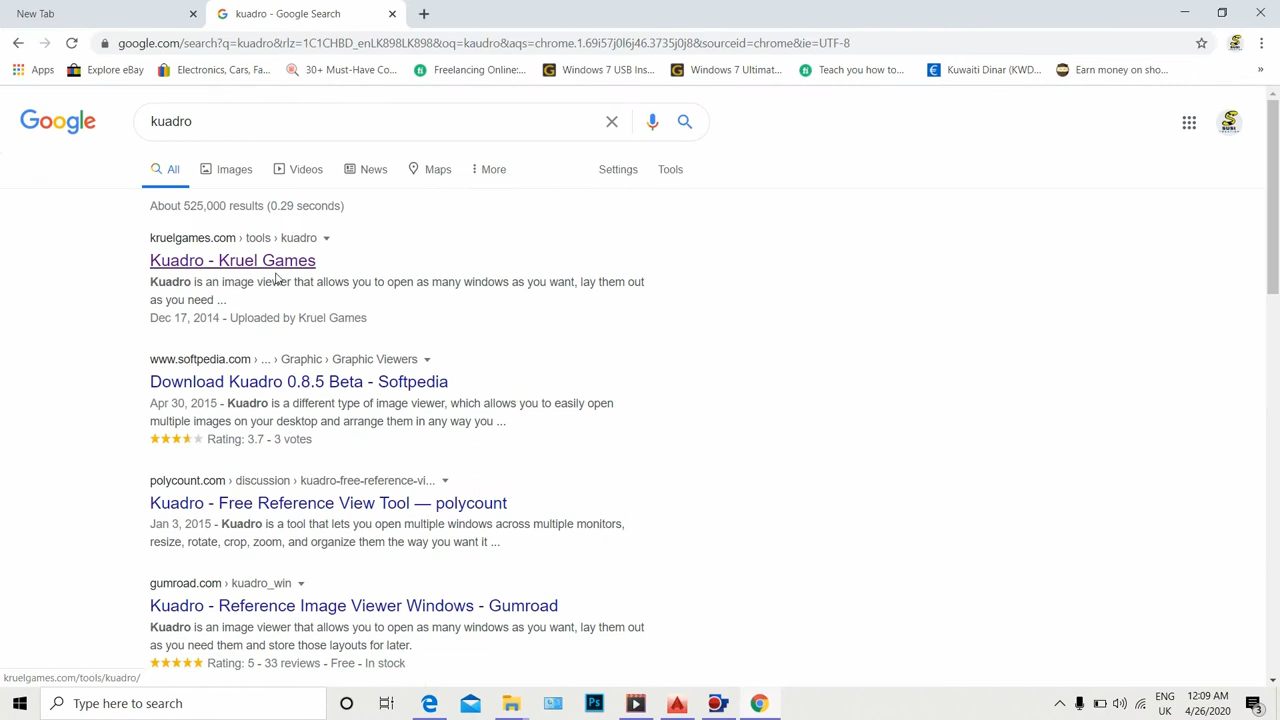 New Tab
kuadro - Google Search
google.com/search?q=kuadro&rlz=1C1CHBD_enLK898LK898&oq=kaudro&aqs=chrome.1.69i57j0l6j46.3735j0j8&sourceid=chrome&ie=UTF-8
Apps
Explore eBay
Electronics, Cars, Fa...
30+ Must-Have Co...
Freelancing Online:...
Windows 7 USB Ins...
Windows 7 Ultimat...
Teach you how to...
Kuwaiti Dinar (KWD...
Earn money on sho...
»
Google
kuadro
All
Images
Videos
News
Maps
More
Settings
Tools
About 525,000 results (0.29 seconds)
kruelgames.com › tools › kuadro
Kuadro - Kruel Games
Kuadro is an image viewer that allows you to open as many windows as you want, lay them out
as you need ...
Dec 17, 2014 - Uploaded by Kruel Games
www.softpedia.com › ... › Graphic › Graphic Viewers
Download Kuadro 0.8.5 Beta - Softpedia
Apr 30, 2015 - Kuadro is a different type of image viewer, which allows you to easily open
multiple images on your desktop and arrange them in any way you ...
Rating: 3.7 - 3 votes
polycount.com › discussion › kuadro-free-reference-vi...
Kuadro - Free Reference View Tool — polycount
Jan 3, 2015 - Kuadro is a tool that lets you open multiple windows across multiple monitors,
resize, rotate, crop, zoom, and organize them the way you want it ...
gumroad.com › kuadro_win
Kuadro - Reference Image Viewer Windows - Gumroad
Kuadro is an image viewer that allows you to open as many windows as you want, lay them out
as you need them and store those layouts for later.
Rating: 5 - 33 reviews - Free - In stock
kruelgames.com/tools/kuadro/
Type here to search
Ps
ENG
UK
12:09 AM
4/26/2020
3